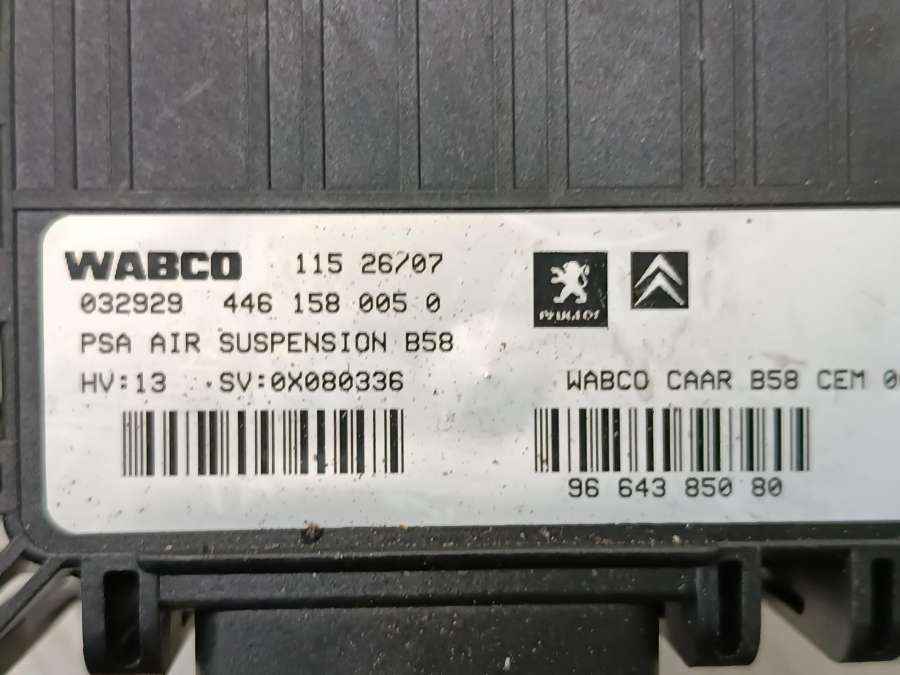 WABCO 115 26/07
032929 446 158 005 0
PSA AIR SUSPENSION B58
HV:13 SV:0X080336
PEUGEOT
WABCO CAAR B58 CEM
96 643 850 80